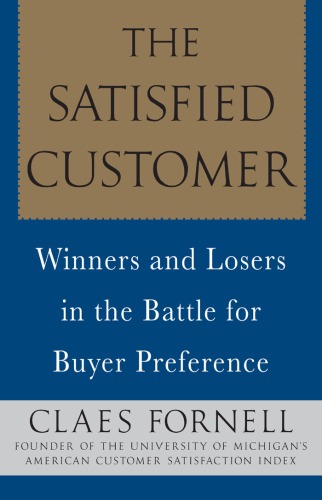 THE
SATISFIED
CUSTOMER
Winners and Losers
in the Battle for
Buyer Preference
CLAES FORNELL
FOUNDER OF THE UNIVERSITY OF MICHIGAN'S
AMERICAN CUSTOMER SATISFACTION INDEX